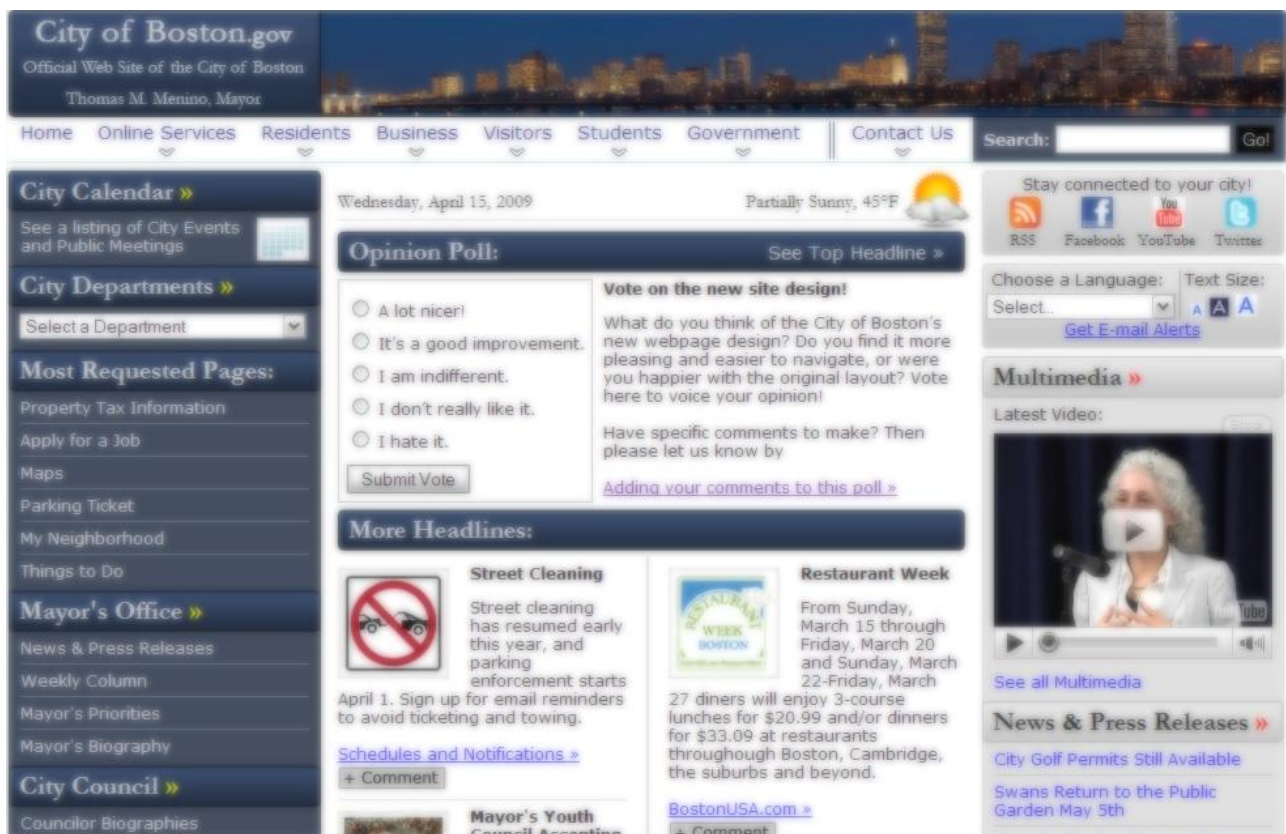 City of Boston.gov
Official Web Site of the City of Boston
Thomas M. Menino, Mayor
Home Online Services Residents Business Visitors Students Government Contact Us
Search: Go!
City Calendar »
See a listing of City Events
and Public Meetings
City Departments »
Select a Department
Most Requested Pages:
Property Tax Information
Apply for a Job
Maps
Parking Ticket
My Neighborhood
Things to Do
Mayor's Office »
News & Press Releases
Weekly Column
Mayor's Priorities
Mayor's Biography
City Council »
Councilor Biographies
Wednesday, April 15, 2009
Partially Sunny, 45°F
Opinion Poll:
See Top Headline »
A lot nicer!
It's a good improvement.
I am indifferent.
I don't really like it.
I hate it.
Submit Vote
Vote on the new site design!
What do you think of the City of Boston's
new webpage design? Do you find it more
pleasing and easier to navigate, or were
you happier with the original layout? Vote
here to voice your opinion!
Have specific comments to make? Then
please let us know by
Adding your comments to this poll »
More Headlines:
Street Cleaning
Street cleaning
has resumed early
this year, and
parking
enforcement starts
April 1. Sign up for email reminders
to avoid ticketing and towing.
Schedules and Notifications »
+ Comment
Mayor's Youth
Council Accepting
RESTAURANT
WEEK
BOSTON
Restaurant Week
From Sunday,
March 15 through
Friday, March 20
and Sunday, March
22-Friday, March
27 diners will enjoy 3-course
lunches for $20.99 and/or dinners
for $33.09 at restaurants
throughough Boston, Cambridge,
the suburbs and beyond.
BostonUSA.com »
+ Comment
Stay connected to your city!
You
Tube
RSS Facebook YouTube Twitter
Choose a Language:
Select..
Text Size:
A A A
Get E-mail Alerts
Multimedia »
Latest Video:
See all Multimedia
News & Press Releases »
City Golf Permits Still Available
Swans Return to the Public
Garden May 5th